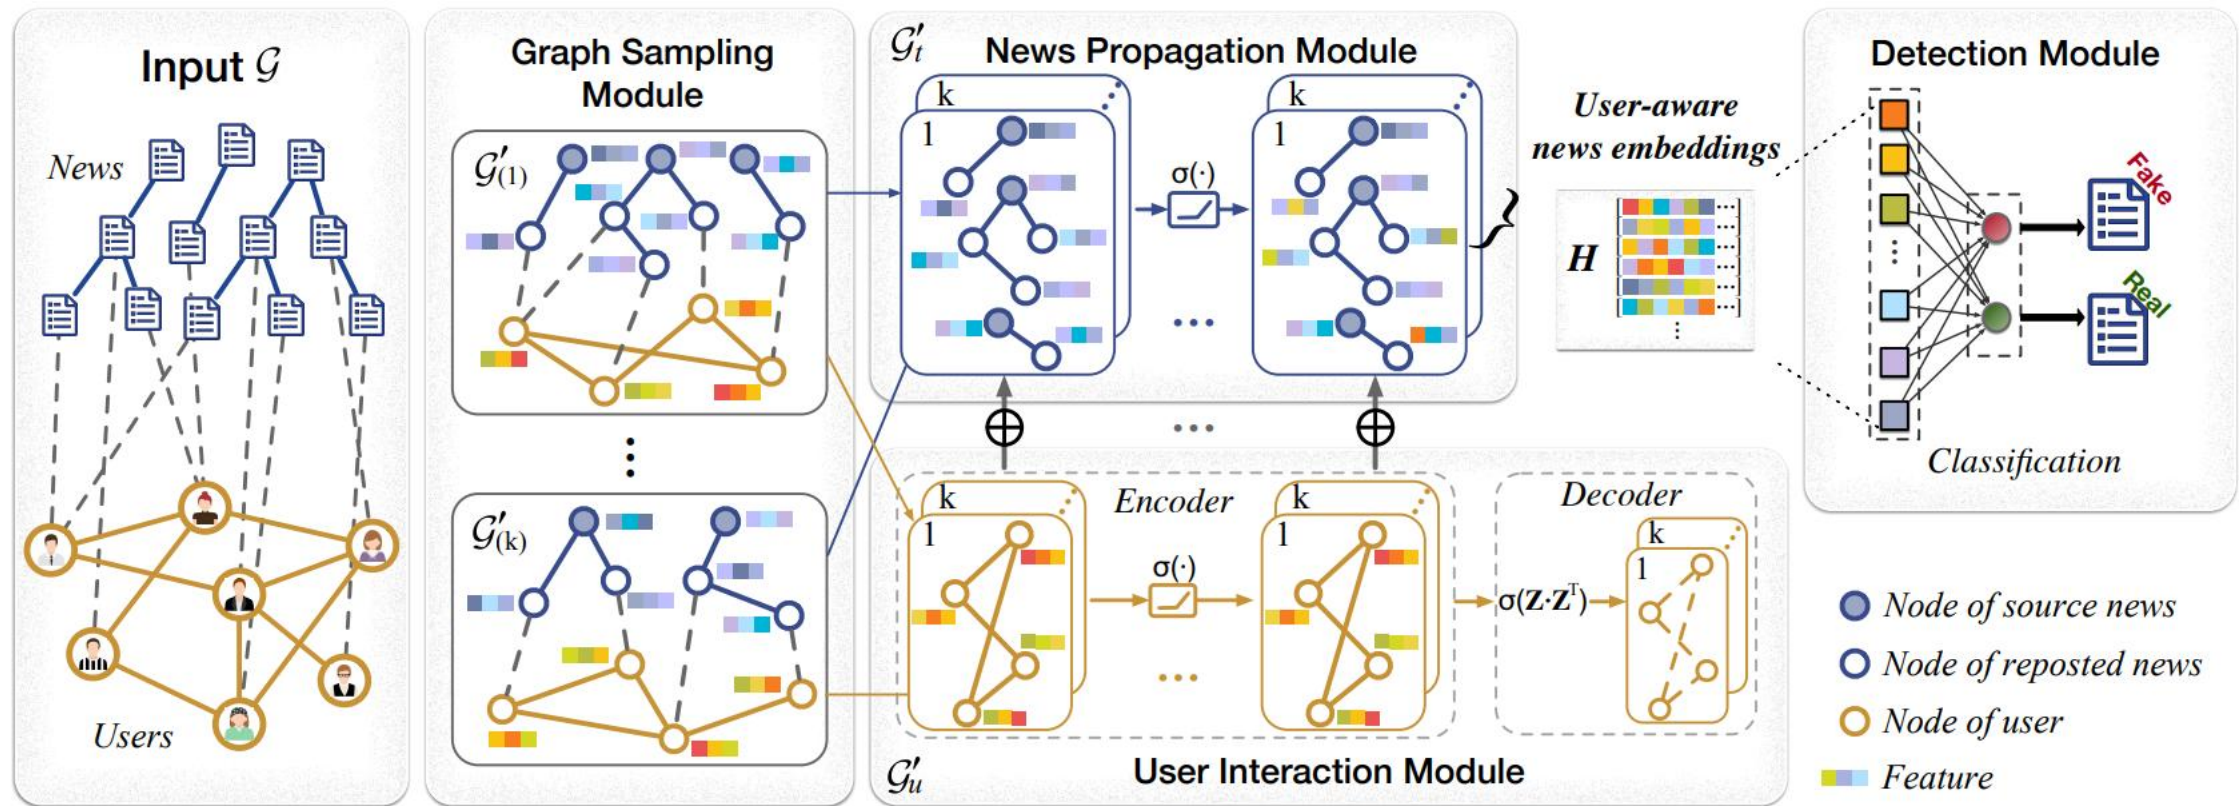 Input 𝒢
News
Users
Graph Sampling
Module
𝒢′(1)
⋮
𝒢′(k)
𝒢′t
News Propagation Module
k
1
σ(·)
k
1
...
...
𝒢′u
User Interaction Module
Encoder
k
1
σ(·)
k
1
...
Decoder
σ(Z·Zᵀ)
k
1
User-aware
news embeddings
H
Detection Module
Fake
Real
Classification
Node of source news
Node of reposted news
Node of user
Feature